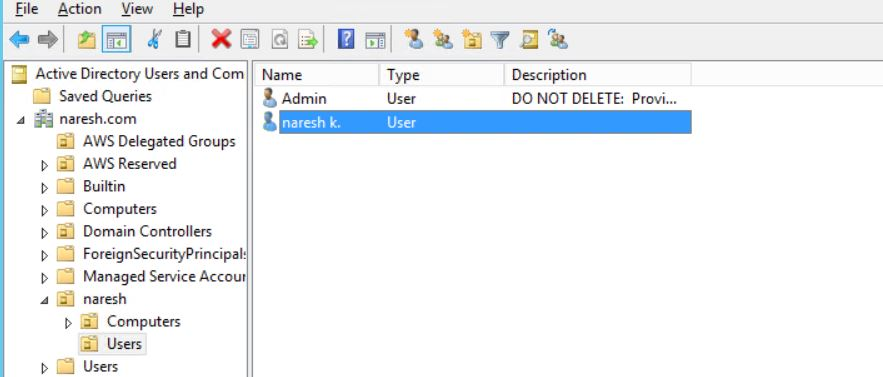 File Action View Help
Active Directory Users and Com
Name Type Description
Saved Queries
Admin User DO NOT DELETE: Provi...
naresh.com
naresh k. User
AWS Delegated Groups
AWS Reserved
Builtin
Computers
Domain Controllers
ForeignSecurityPrincipals
Managed Service Accour
naresh
Computers
Users
Users